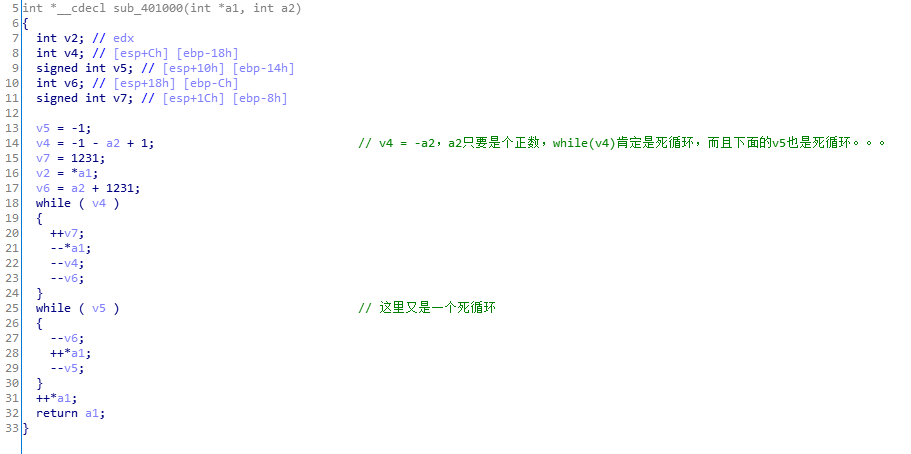 5 int *__cdecl sub_401000(int *a1, int a2)
6 {
7 int v2; // edx
8 int v4; // [esp+Ch] [ebp-18h]
9 signed int v5; // [esp+10h] [ebp-14h]
10 int v6; // [esp+18h] [ebp-Ch]
11 signed int v7; // [esp+1Ch] [ebp-8h]
12
13 v5 = -1;
14 v4 = -1 - a2 + 1; // v4 = -a2，a2只要是个正数，while(v4)肯定是死循环，而且下面的v5也是死循环。。。
15 v7 = 1231;
16 v2 = *a1;
17 v6 = a2 + 1231;
18 while ( v4 )
19 {
20 ++v7;
21 --*a1;
22 --v4;
23 --v6;
24 }
25 while ( v5 ) // 这里又是一个死循环
26 {
27 --v6;
28 ++*a1;
29 --v5;
30 }
31 ++*a1;
32 return a1;
33 }